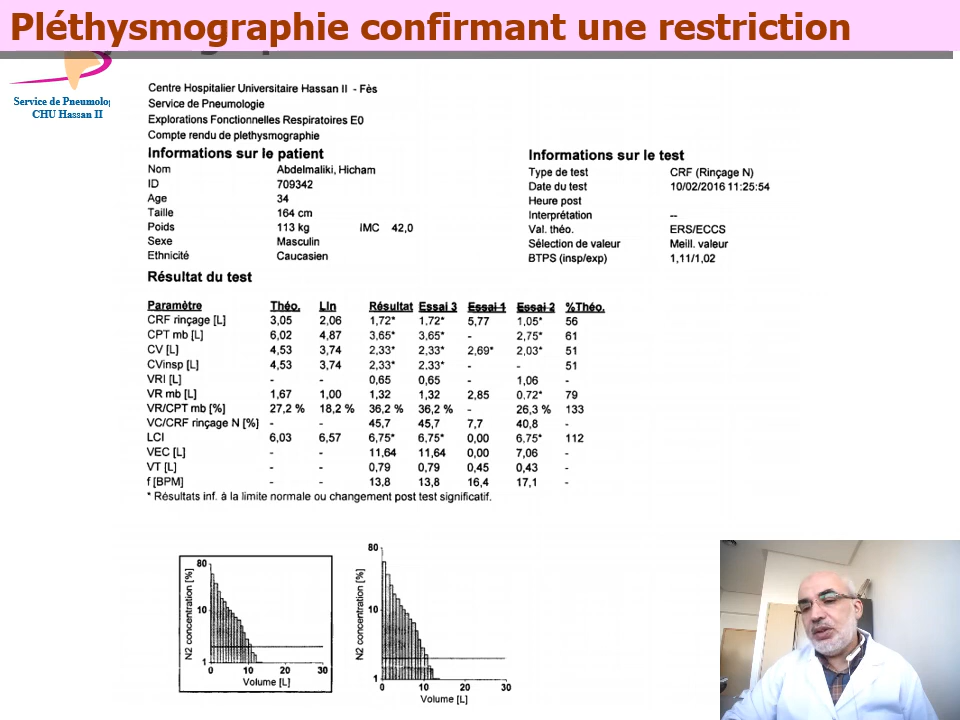 Pléthysmographie confirmant une restriction
Service de Pneumolog
CHU Hassan II
Centre Hospitalier Universitaire Hassan II - Fès
Service de Pneumologie
Explorations Fonctionnelles Respiratoires E0
Compte rendu de plethysmographie
Informations sur le patient
Nom Abdelmaliki, Hicham
ID 709342
Age 34
Taille 164 cm
Poids 113 kg IMC 42,0
Sexe Masculin
Ethnicité Caucasien
Informations sur le test
Type de test CRF (Rinçage N)
Date du test 10/02/2016 11:25:54
Heure post
Interprétation --
Val. théo. ERS/ECCS
Sélection de valeur Meill. valeur
BTPS (insp/exp) 1,11/1,02
Résultat du test
Paramètre Théo. Lln Résultat Essai 3 Essai 1 Essai 2 %Théo.
CRF rinçage [L] 3,05 2,06 1,72* 1,72* 5,77 1,05* 56
CPT mb [L] 6,02 4,87 3,65* 3,65* - 2,75* 61
CV [L] 4,53 3,74 2,33* 2,33* 2,69* 2,03* 51
CVinsp [L] 4,53 3,74 2,33* 2,33* - - 51
VRI [L] - - 0,65 0,65 - 1,06 -
VR mb [L] 1,67 1,00 1,32 1,32 2,85 0,72* 79
VR/CPT mb [%] 27,2 % 18,2 % 36,2 % 36,2 % - 26,3 % 133
VC/CRF rinçage N [%] - - 45,7 45,7 7,7 40,8 -
LCI 6,03 6,57 6,75* 6,75* 0,00 6,75* 112
VEC [L] - - 11,64 11,64 0,00 7,06 -
VT [L] - - 0,79 0,79 0,45 0,43 -
f [BPM] - - 13,8 13,8 16,4 17,1 -
* Résultats inf. à la limite normale ou changement post test significatif.
N2 concentration [%]
80
10
1
0 10 20 30
Volume [L]
N2 concentration [%]
80
10
1
0 10 20 30
Volume [L]